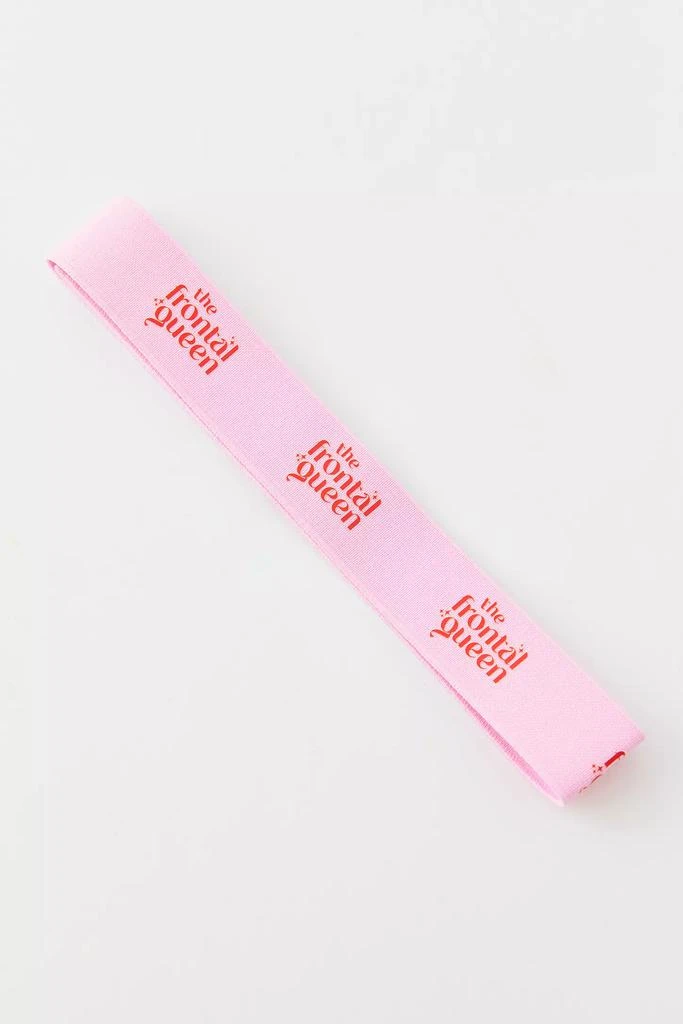 the
frontal
queen
the
frontal
queen
the
frontal
queen
f